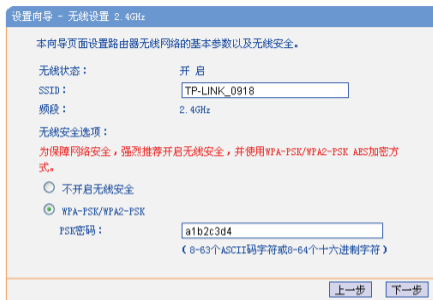 设置向导 - 无线设置 2.4GHz
本向导页面设置路由器无线网络的基本参数以及无线安全。
无线状态： 开 启
SSID： TP-LINK_0918
频段： 2.4GHz
无线安全选项：
为保障网络安全，强烈推荐开启无线安全，并使用WPA-PSK/WPA2-PSK AES加密方
式。
不开启无线安全
WPA-PSK/WPA2-PSK
PSK密码： a1b2c3d4
（8-63个ASCII码字符或8-64个十六进制字符）
上一步 下一步